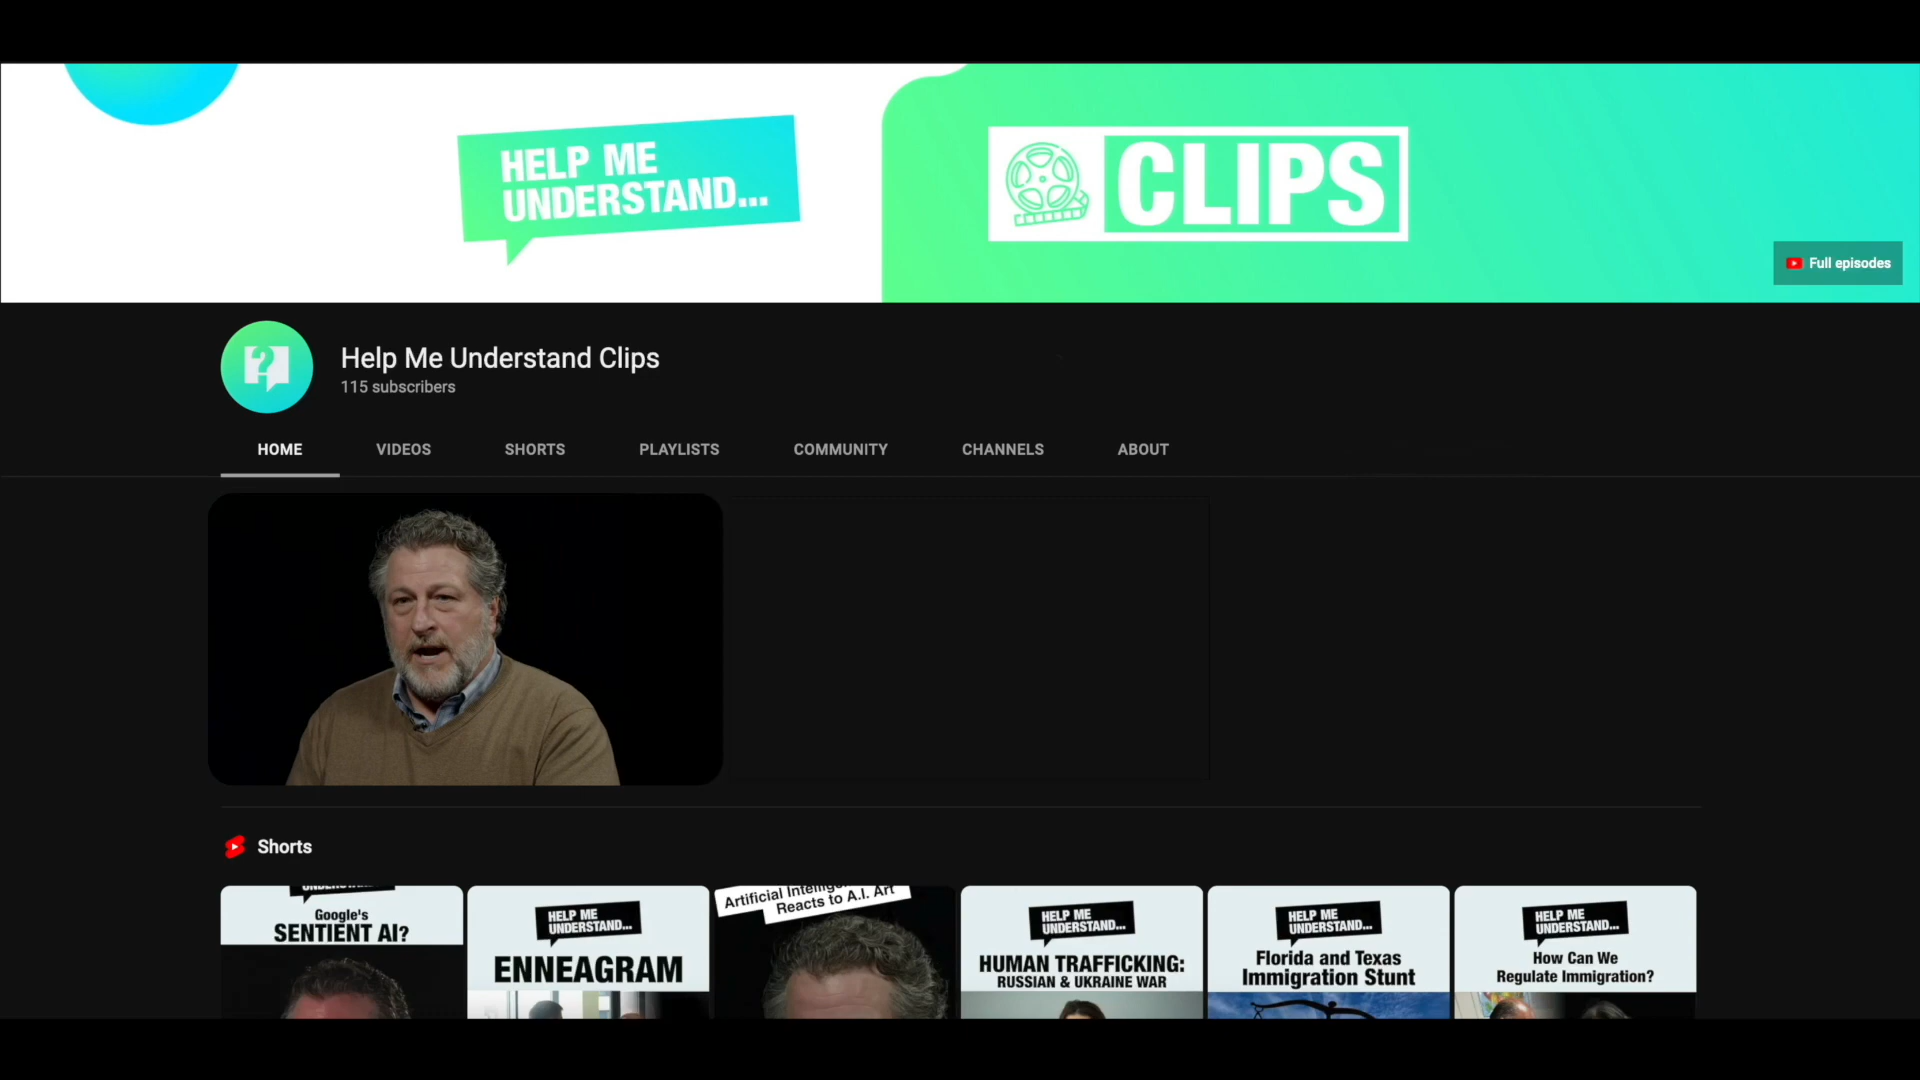 HELP ME
UNDERSTAND...
CLIPS
Full episodes
Help Me Understand Clips
115 subscribers
HOME
VIDEOS
SHORTS
PLAYLISTS
COMMUNITY
CHANNELS
ABOUT
Shorts
Google's
SENTIENT AI?
HELP ME
UNDERSTAND...
ENNEAGRAM
Artificial
Reacts to A.I. Art
HELP ME
UNDERSTAND...
HUMAN TRAFFICKING:
RUSSIAN & UKRAINE WAR
HELP ME
UNDERSTAND...
Florida and Texas
Immigration Stunt
HELP ME
UNDERSTAND...
How Can We
Regulate Immigration?